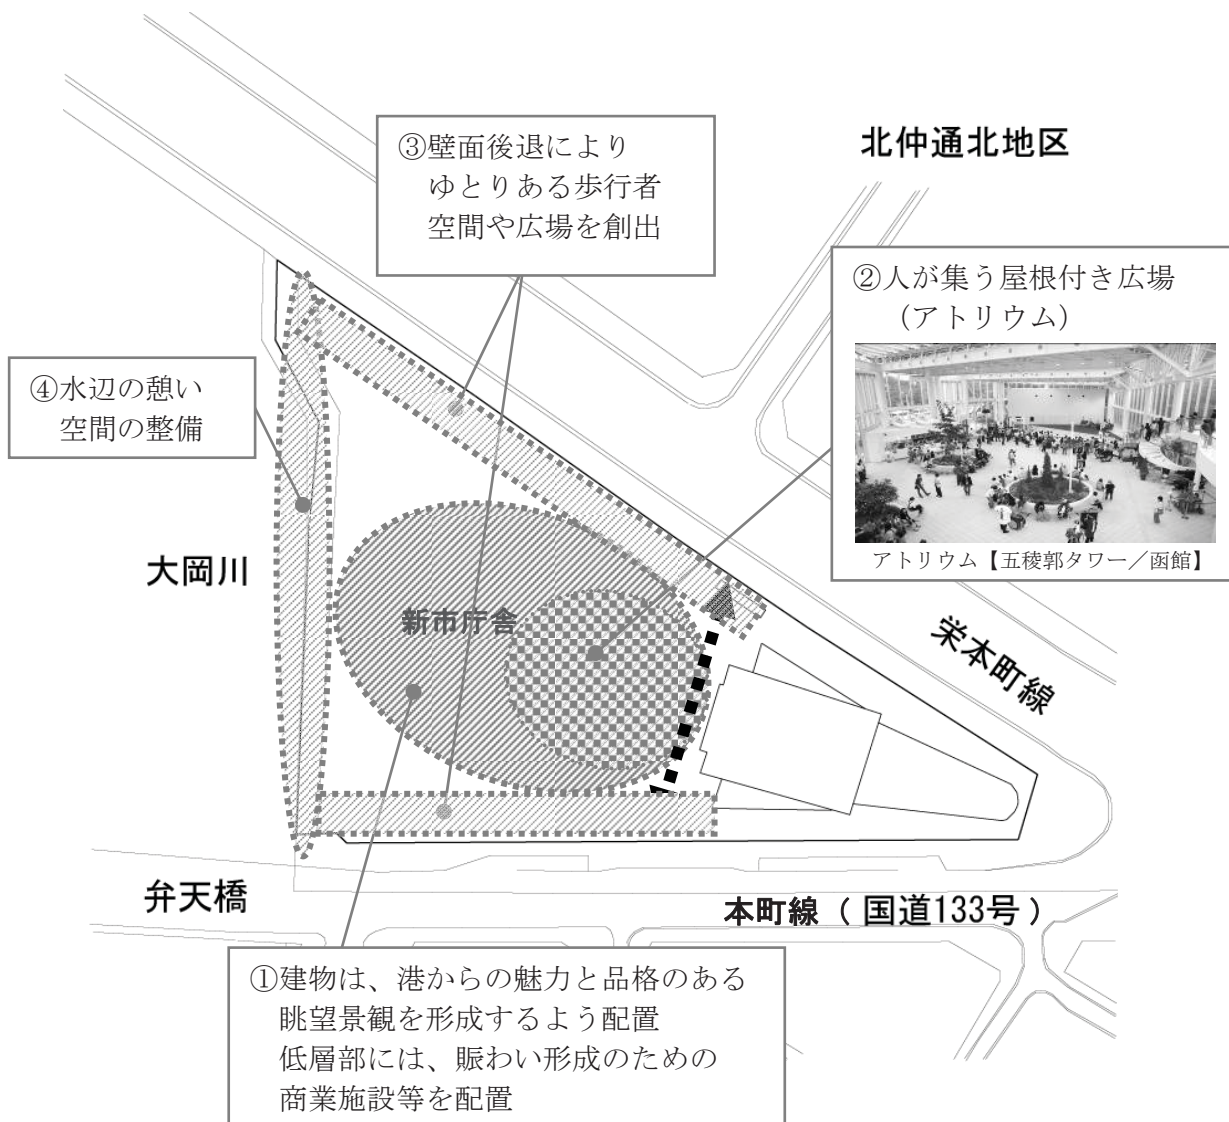 ③壁面後退により
ゆとりある歩行者
空間や広場を創出
北仲通北地区
②人が集う屋根付き広場
（アトリウム）
アトリウム【五稜郭タワー／函館】
④水辺の憩い
空間の整備
大岡川
新市庁舎
栄本町線
弁天橋
本町線（国道133号）
①建物は、港からの魅力と品格のある
眺望景観を形成するよう配置
低層部には、賑わい形成のための
商業施設等を配置